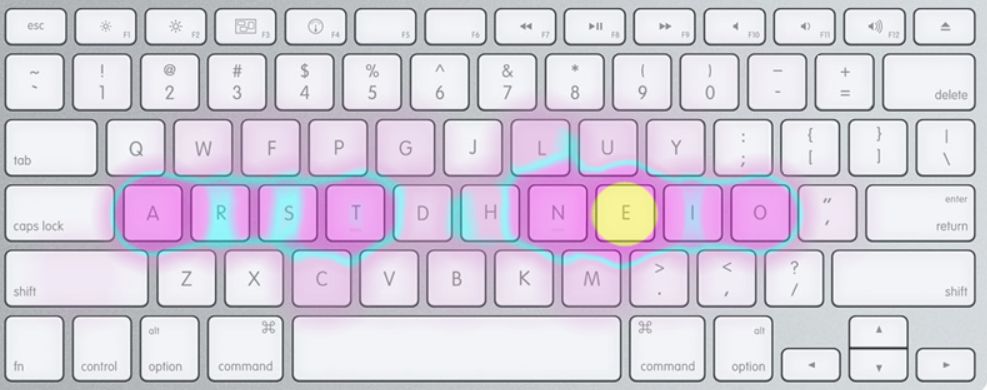 esc F1 F2 F3 F4 F5 F6 F7 F8 F9 F10 F11 F12
~ ! @ # $ % ^ & * ( ) — +
` 1 2 3 4 5 6 7 8 9 0 - = delete
tab Q W F P G J L U Y : ; { [ } ] | \
caps lock A R S T D H N E I O " , enter return
shift Z X C V B K M > . < , ? / shift
alt ⌘ ⌘ alt
fn control option command command option